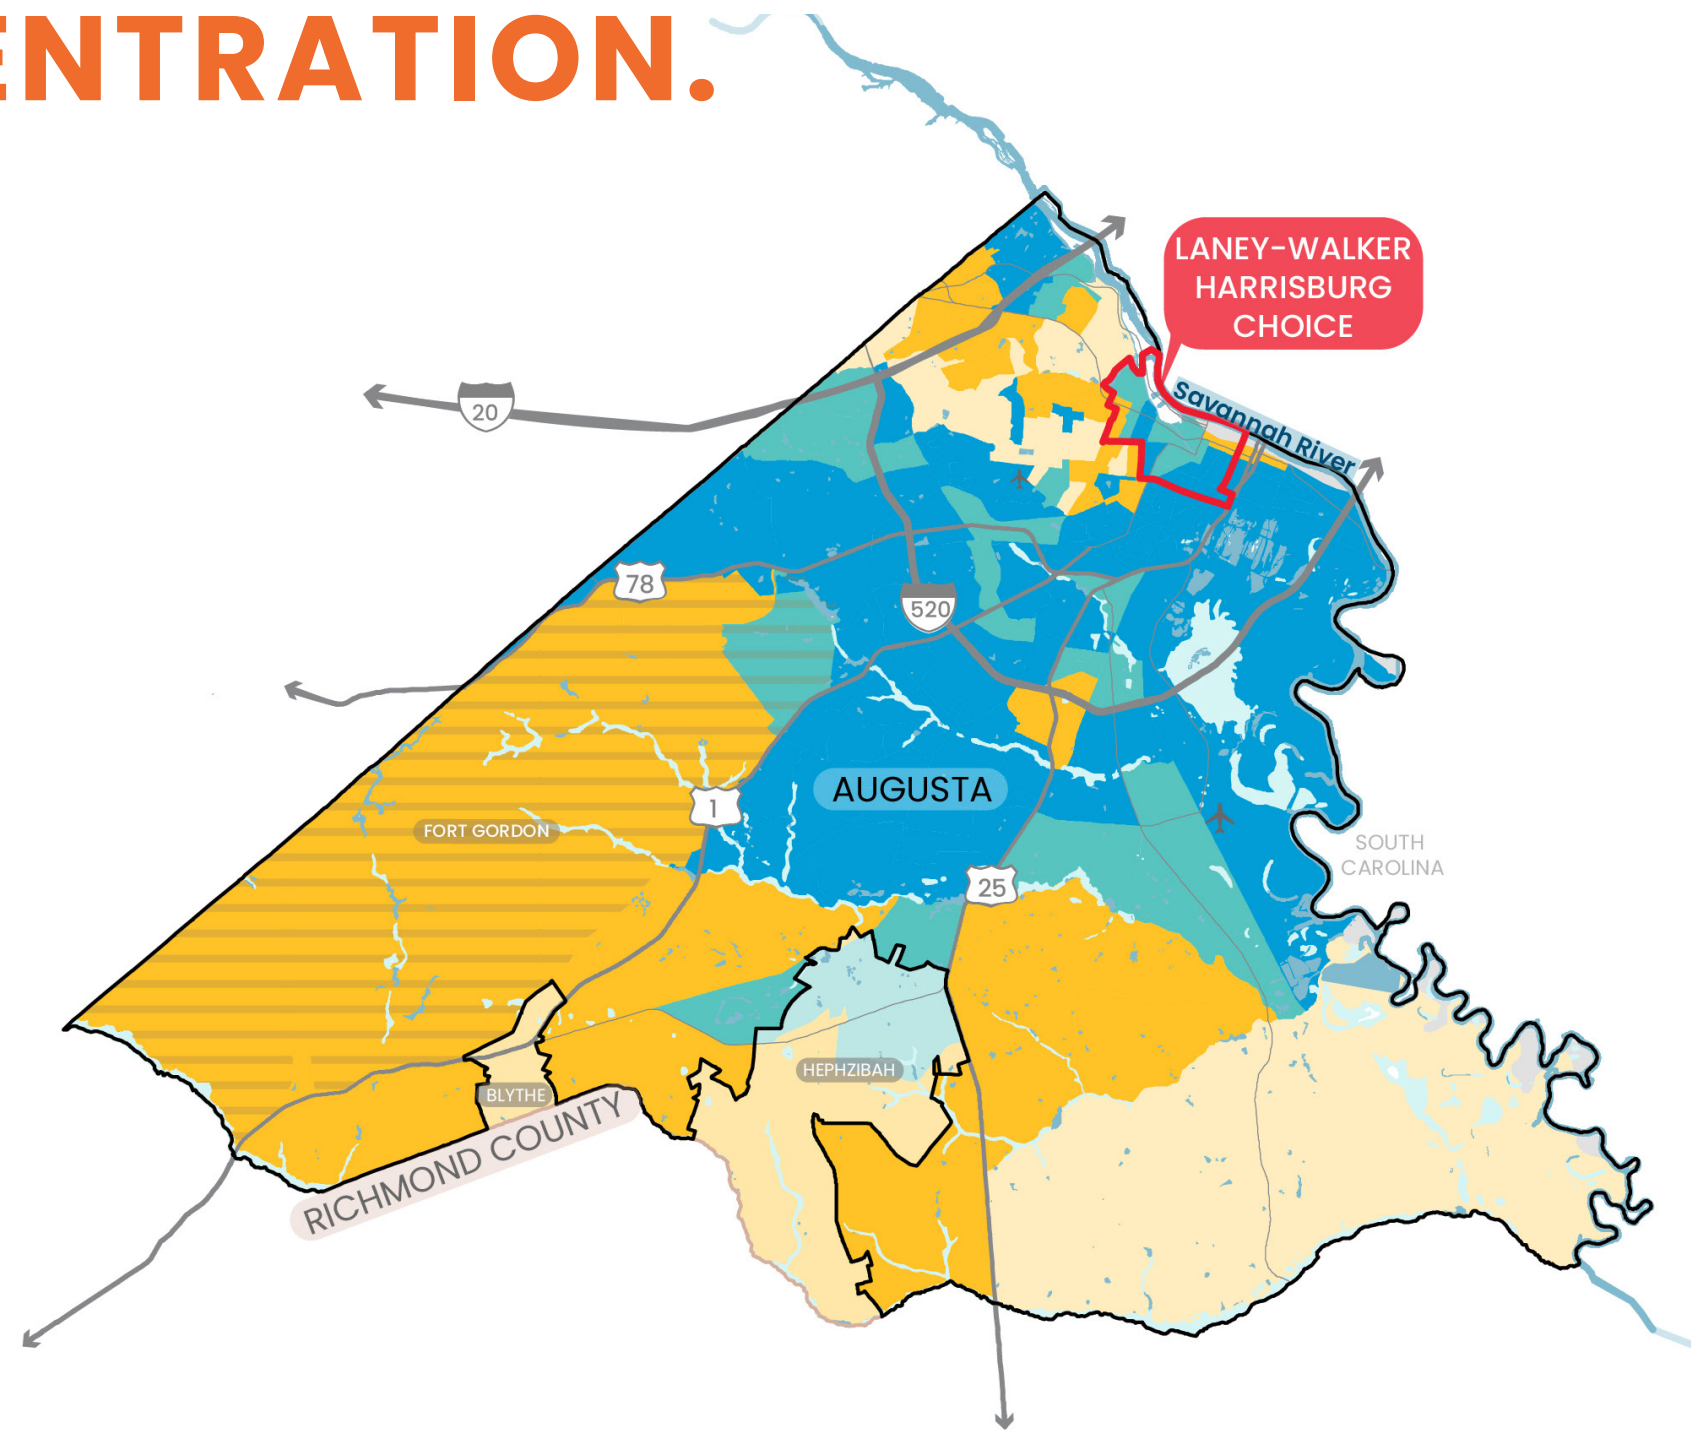 ENTRATION.
LANEY-WALKER
HARRISBURG
CHOICE
20
Savannah River
78
520
AUGUSTA
1
FORT GORDON
SOUTH
CAROLINA
25
HEPHZIBAH
BLYTHE
RICHMOND COUNTY